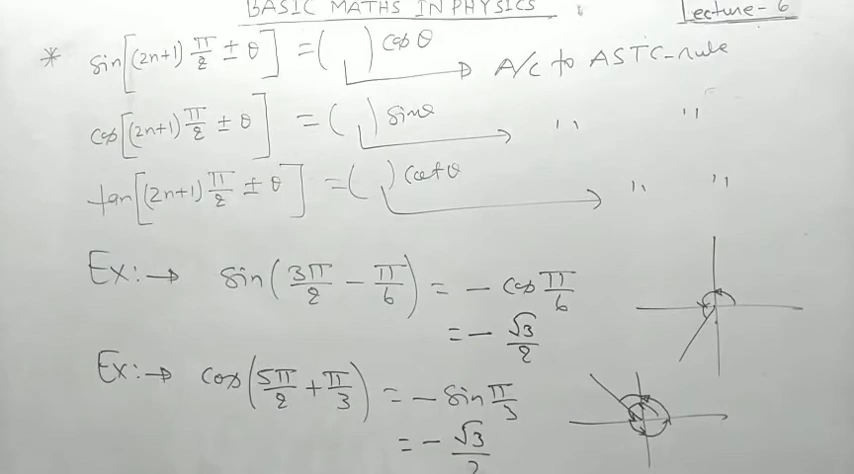 BASIC MATHS IN PHYSICS
Lecture-6
* sin[(2n+1) π/2 ± θ] = ( ) cos θ → A/C to ASTC-rule
cos[(2n+1) π/2 ± θ] = ( ) sinθ → " "
tan[(2n+1) π/2 ± θ] = ( ) cot θ → " "
Ex:→ sin(3π/2 − π/6) = − cos π/6
= − √3/2
Ex:→ cos(5π/2 + π/3) = − sin π/3
= − √3/2